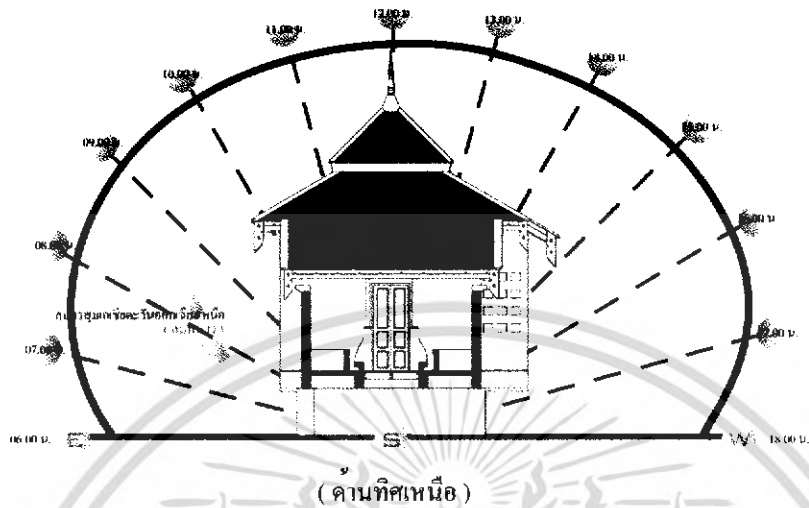 12.00 น.
11.00 น.
13.00 น.
10.00 น.
14.00 น.
09.00 น.
15.00 น.
08.00 น.
16.00 น.
07.00 น.
17.00 น.
06.00 น. E S W 18.00 น.
( ด้านทิศเหนือ )